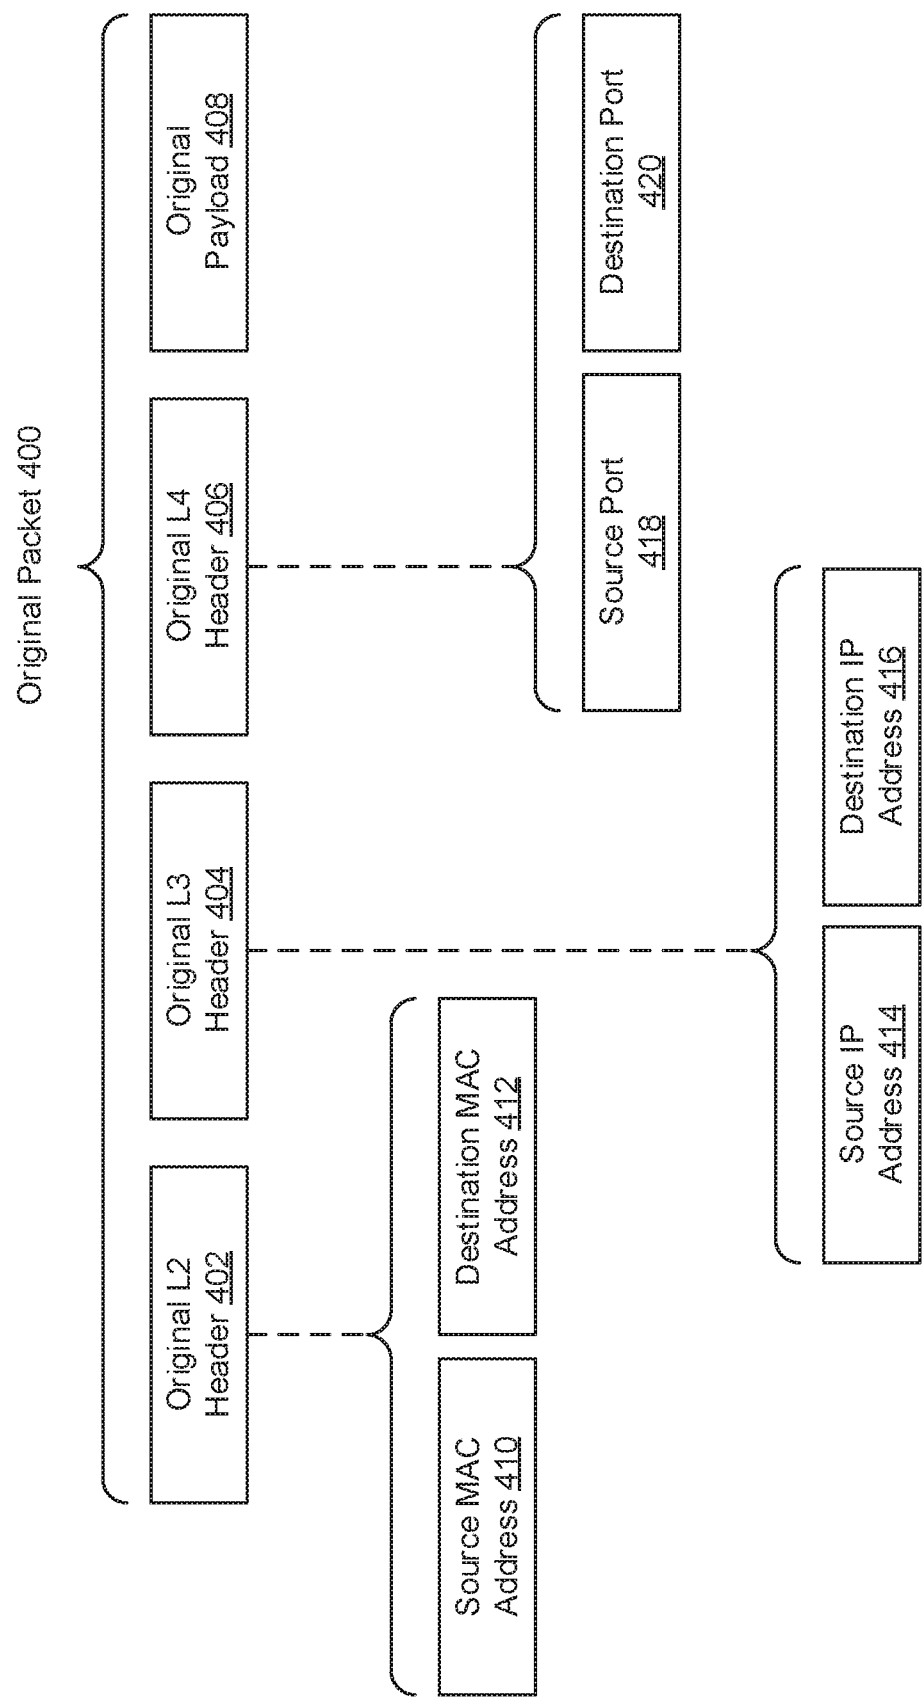 Original Packet 400
Original L2
Header 402
Original L3
Header 404
Original L4
Header 406
Original
Payload 408
Source MAC
Address 410
Destination MAC
Address 412
Source Port
418
Destination Port
420
Source IP
Address 414
Destination IP
Address 416